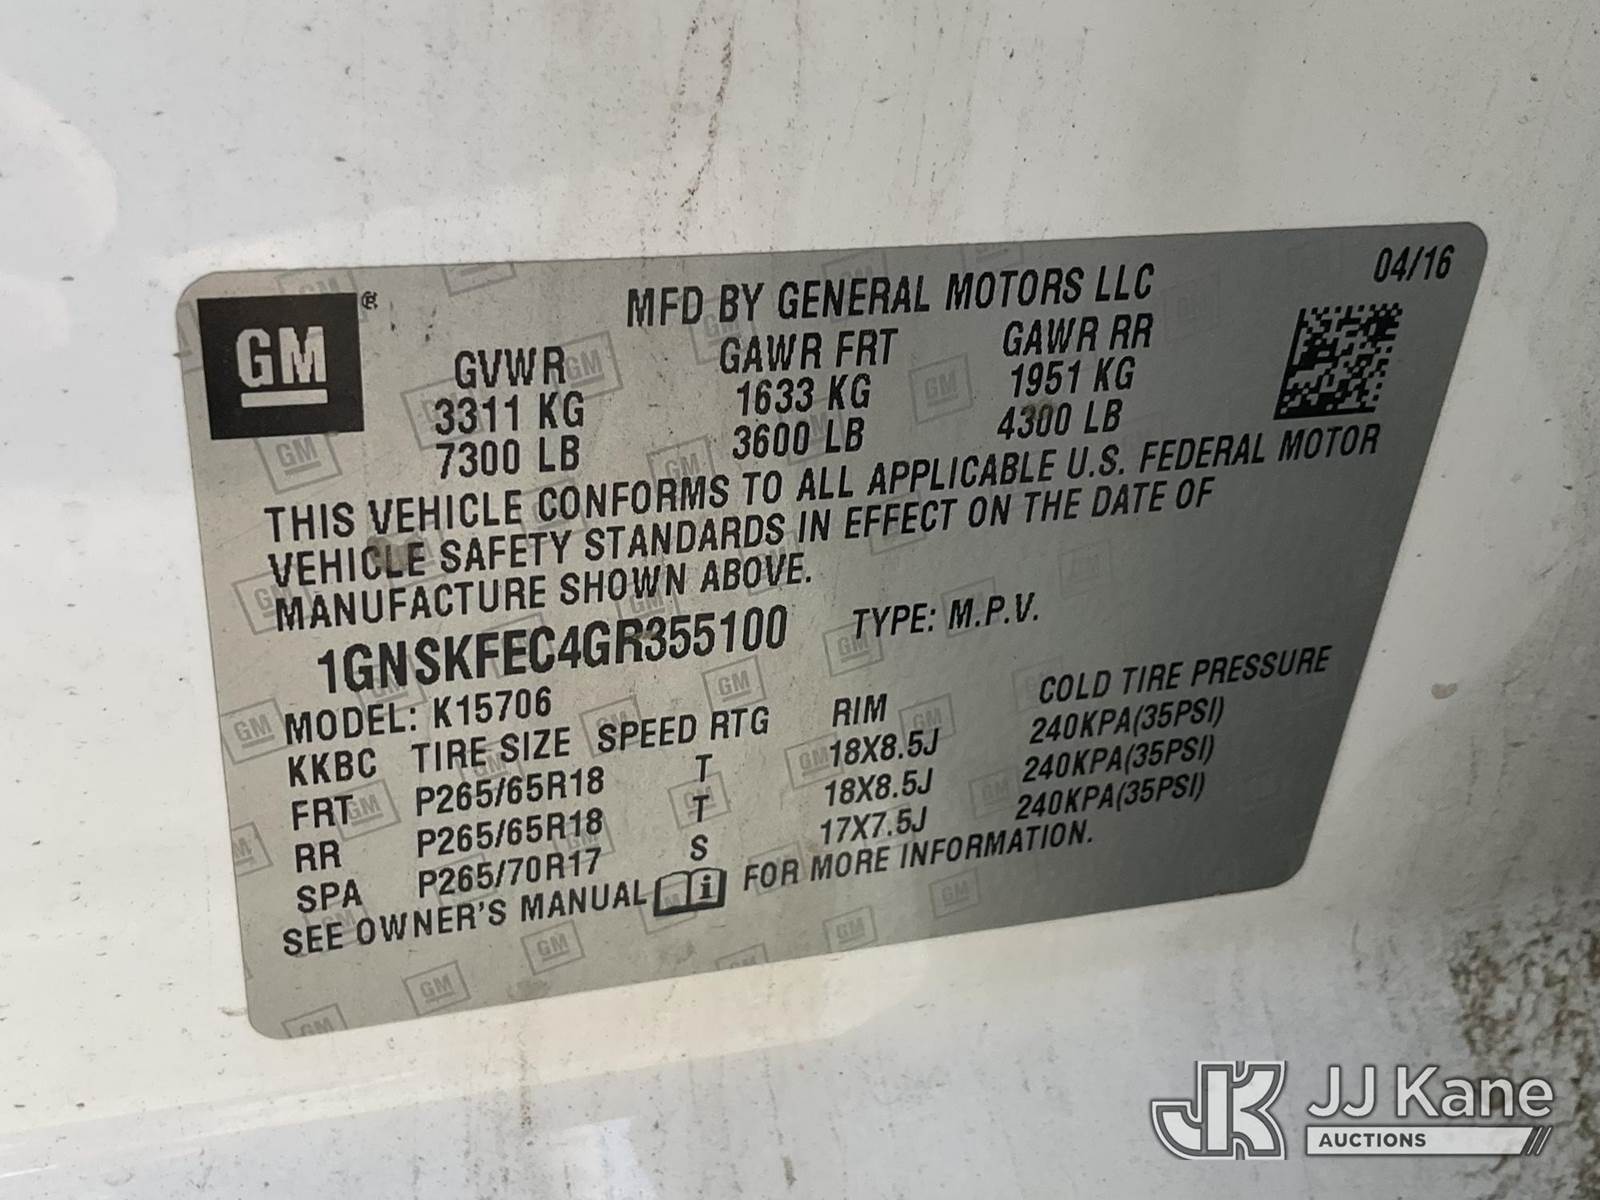 GM ®
MFD BY GENERAL MOTORS LLC 04/16
GVWR GAWR FRT GAWR RR
3311 KG 1633 KG 1951 KG
7300 LB 3600 LB 4300 LB
THIS VEHICLE CONFORMS TO ALL APPLICABLE U.S. FEDERAL MOTOR
VEHICLE SAFETY STANDARDS IN EFFECT ON THE DATE OF
MANUFACTURE SHOWN ABOVE.
1GNSKFEC4GR355100 TYPE: M.P.V.
MODEL: K15706
KKBC TIRE SIZE SPEED RTG RIM COLD TIRE PRESSURE
FRT P265/65R18 T 18X8.5J 240KPA(35PSI)
RR P265/65R18 T 18X8.5J 240KPA(35PSI)
SPA P265/70R17 S 17X7.5J 240KPA(35PSI)
SEE OWNER'S MANUAL i FOR MORE INFORMATION.
JK JJ Kane
AUCTIONS